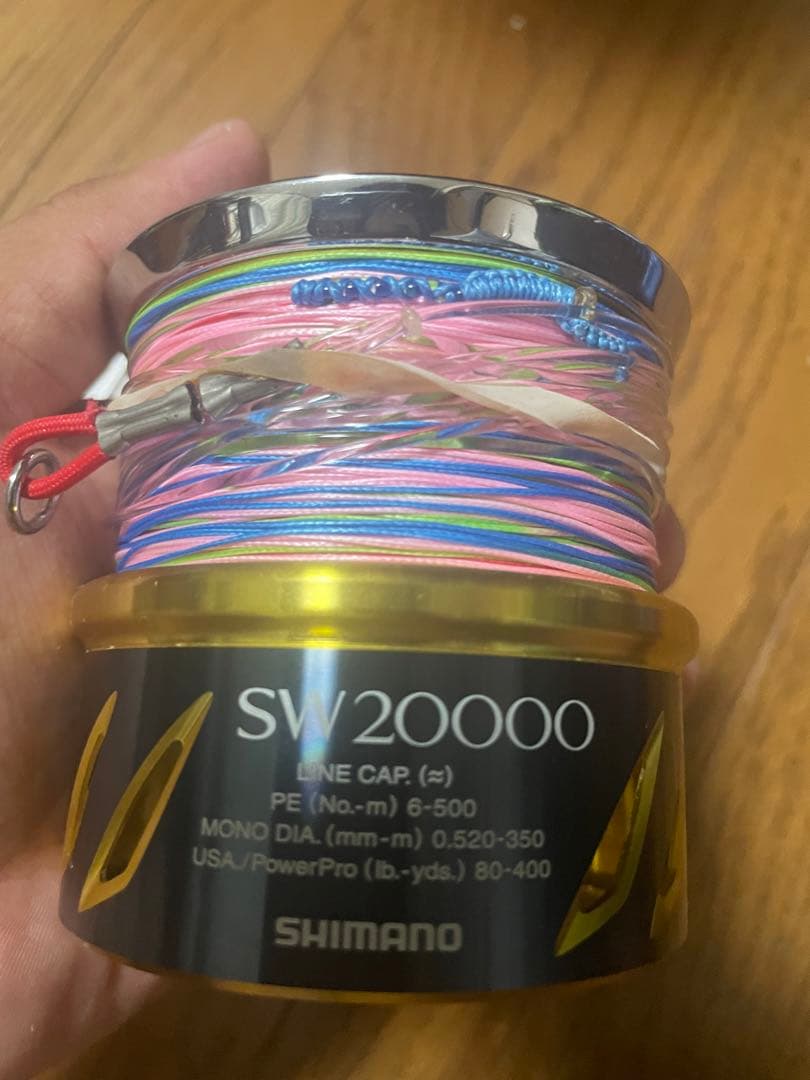 SW20000
LINE CAP. (≈)
PE (No.-m) 6-500
MONO DIA. (mm-m) 0.520-350
USA./PowerPro (lb.-yds.) 80-400
SHIMANO